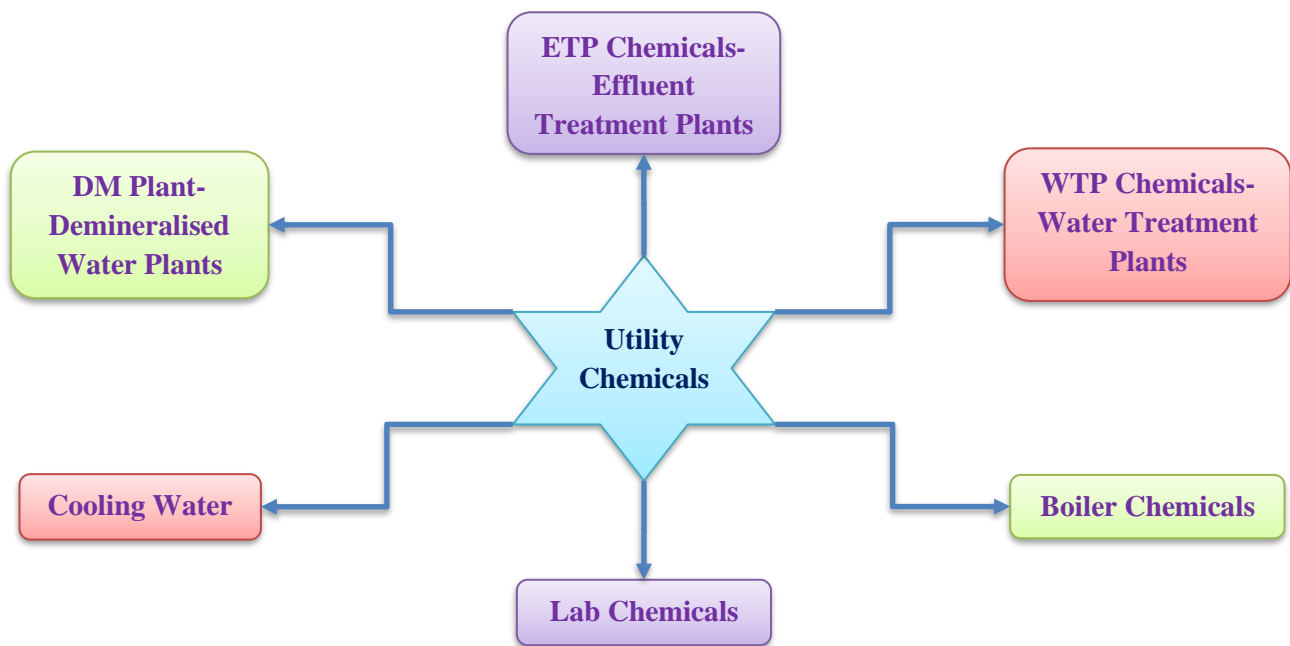 ETP Chemicals-
Effluent
Treatment Plants
DM Plant-
Demineralised
Water Plants
WTP Chemicals-
Water Treatment
Plants
Utility
Chemicals
Cooling Water
Boiler Chemicals
Lab Chemicals